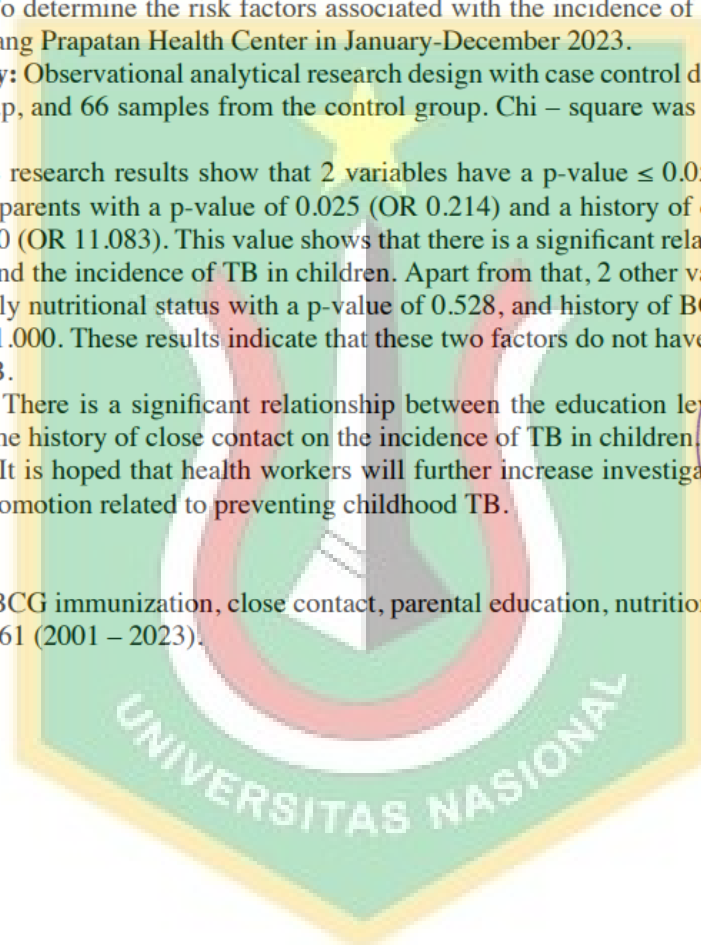 o determine the risk factors associated with the incidence of
ang Prapatan Health Center in January-December 2023.
y: Observational analytical research design with case control d
p, and 66 samples from the control group. Chi – square was
research results show that 2 variables have a p-value ≤ 0.0
parents with a p-value of 0.025 (OR 0.214) and a history of
0 (OR 11.083). This value shows that there is a significant rela
nd the incidence of TB in children. Apart from that, 2 other va
ly nutritional status with a p-value of 0.528, and history of BC
1.000. These results indicate that these two factors do not have
3.
There is a significant relationship between the education le
he history of close contact on the incidence of TB in children.
It is hoped that health workers will further increase investiga
omotion related to preventing childhood TB.
BCG immunization, close contact, parental education, nutrition
61 (2001 – 2023).
UNIVERSITAS NASIONAL